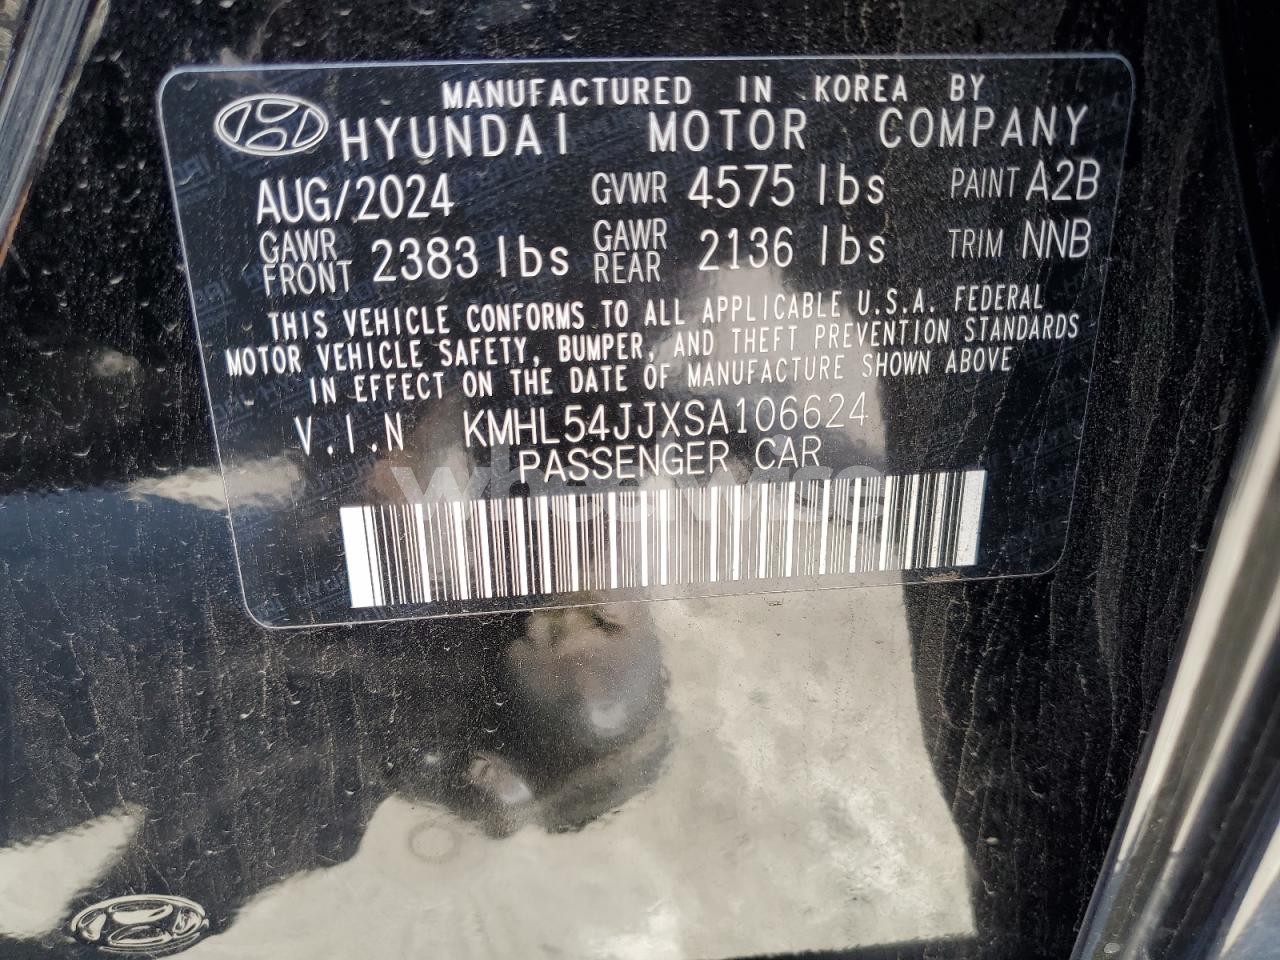 MANUFACTURED IN KOREA BY
HYUNDAI MOTOR COMPANY
AUG/2024 GVWR 4575 lbs PAINT A2B
GAWR FRONT 2383 lbs GAWR REAR 2136 lbs TRIM NNB
THIS VEHICLE CONFORMS TO ALL APPLICABLE U.S.A. FEDERAL
MOTOR VEHICLE SAFETY, BUMPER, AND THEFT PREVENTION STANDARDS
IN EFFECT ON THE DATE OF MANUFACTURE SHOWN ABOVE
V.I.N KMHL54JJXSA106624
PASSENGER CAR